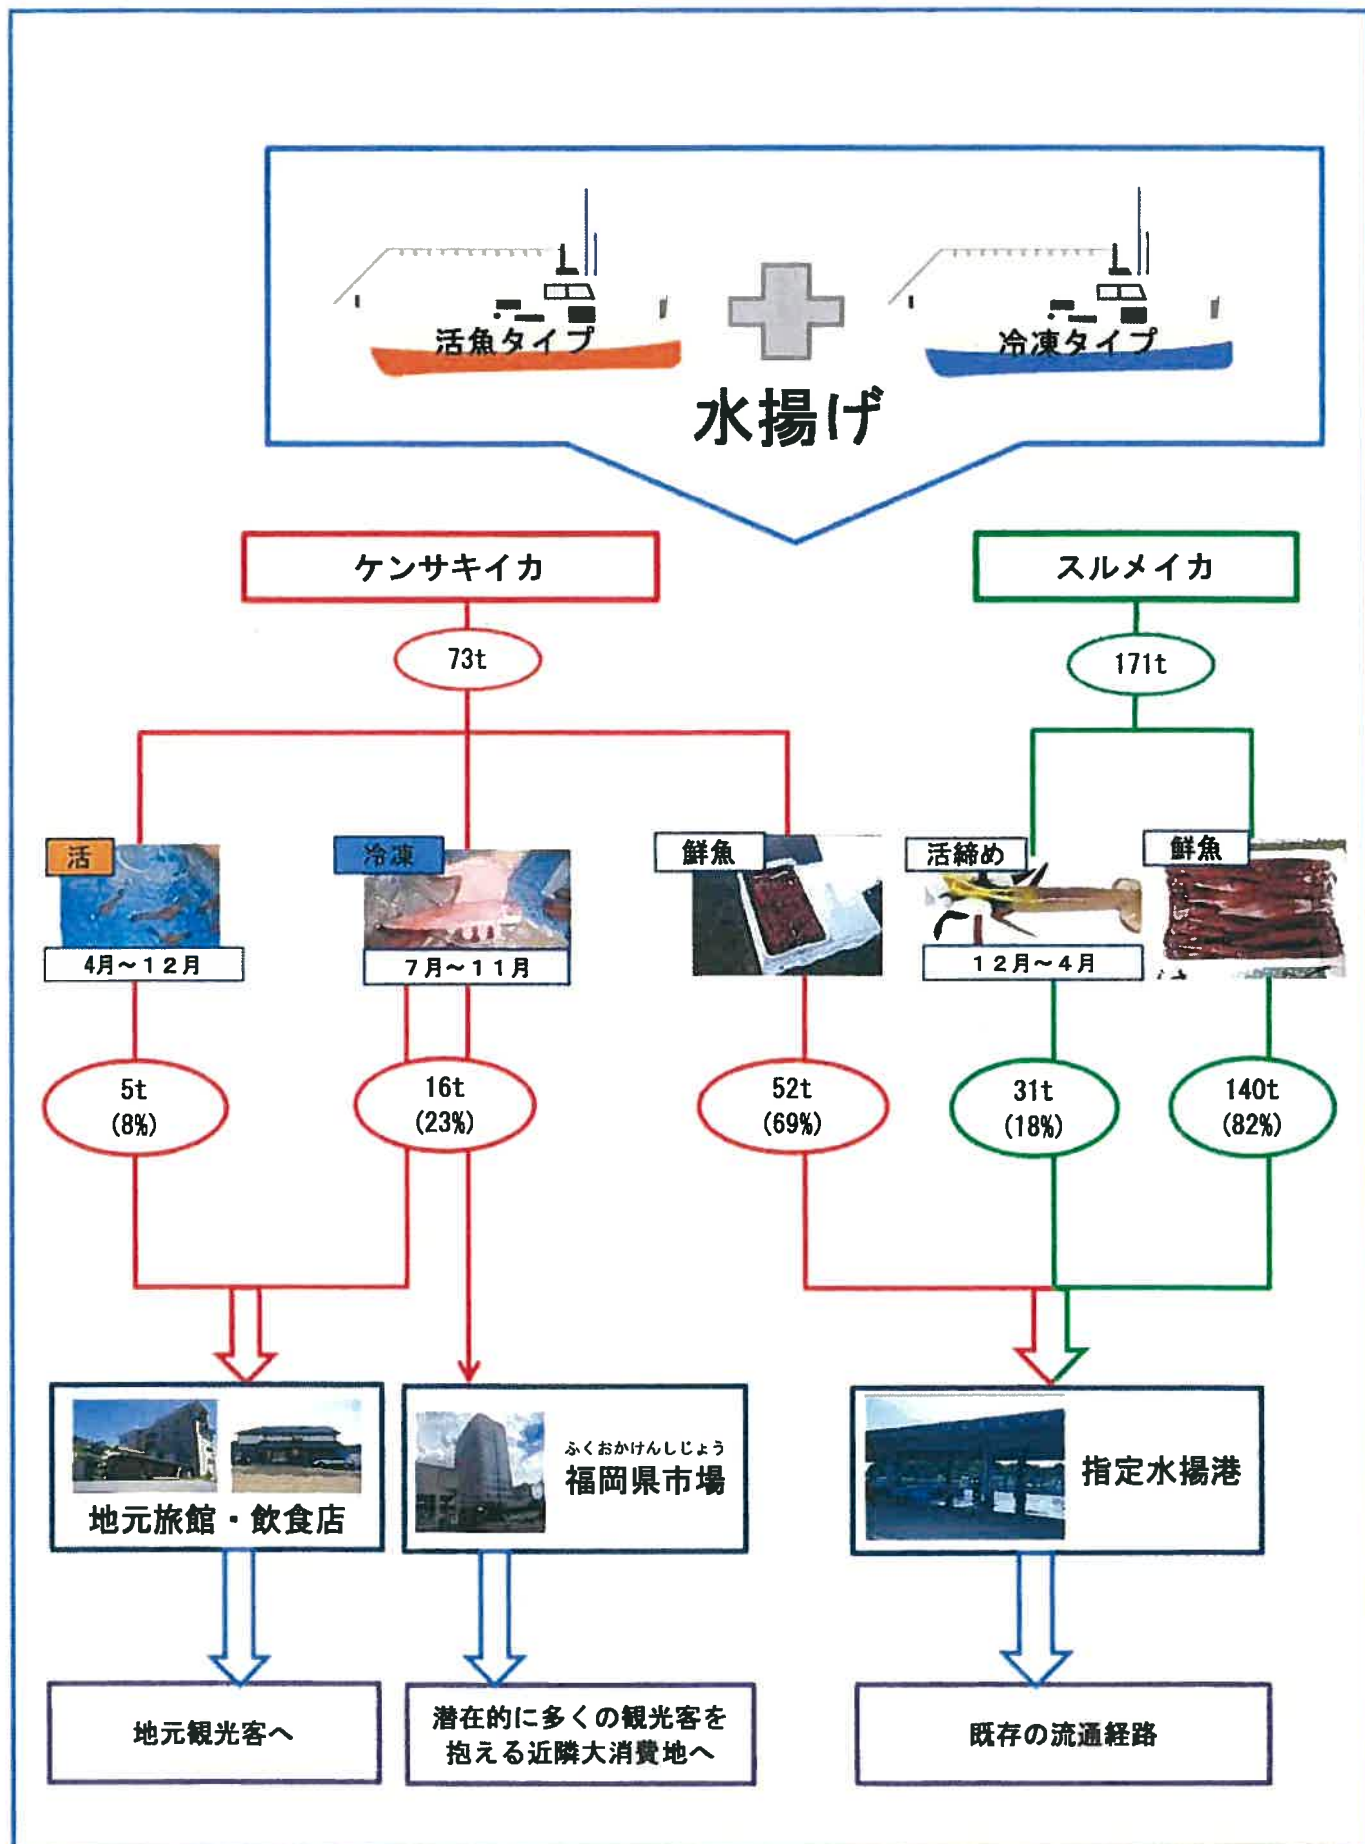 活魚タイプ
冷凍タイプ
水揚げ
ケンサキイカ
スルメイカ
73t
171t
活
冷凍
鮮魚
活締め
鮮魚
4月～12月
7月～11月
12月～4月
5t
(8%)
16t
(23%)
52t
(69%)
31t
(18%)
140t
(82%)
地元旅館・飲食店
ふくおかけんしじょう
福岡県市場
指定水揚港
地元観光客へ
潜在的に多くの観光客を
抱える近隣大消費地へ
既存の流通経路